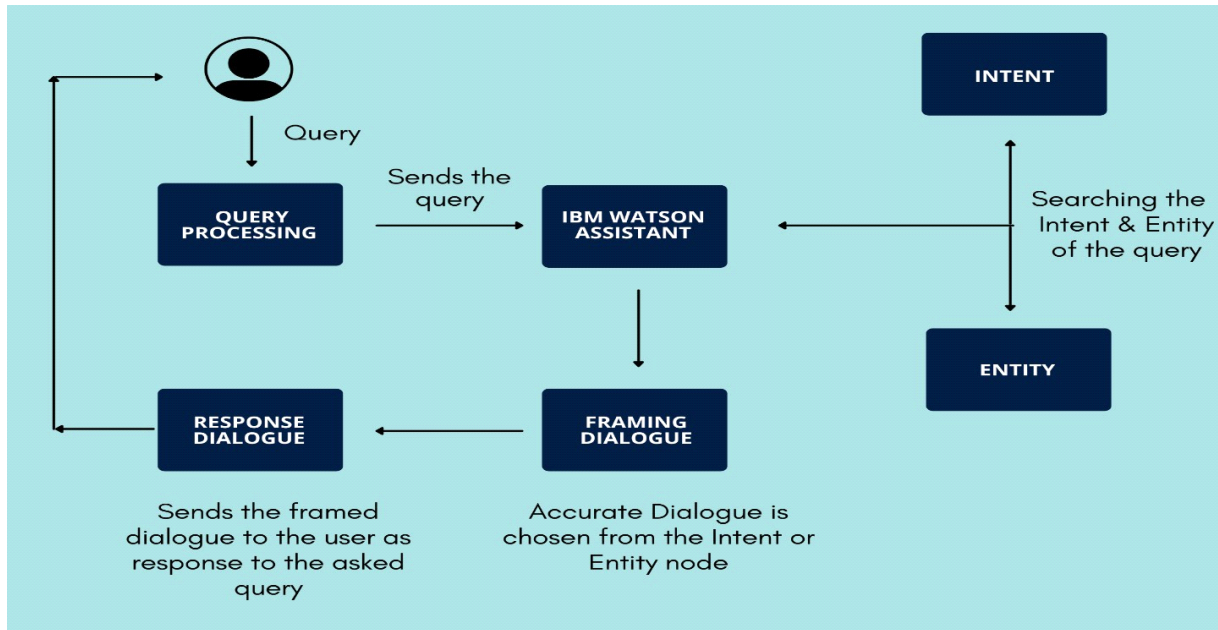 INTENT
Query
Sends the
query
QUERY
PROCESSING
IBM WATSON
ASSISTANT
Searching the
Intent & Entity
of the query
ENTITY
RESPONSE
DIALOGUE
FRAMING
DIALOGUE
Sends the framed
dialogue to the user as
response to the asked
query
Accurate Dialogue is
chosen from the Intent or
Entity node